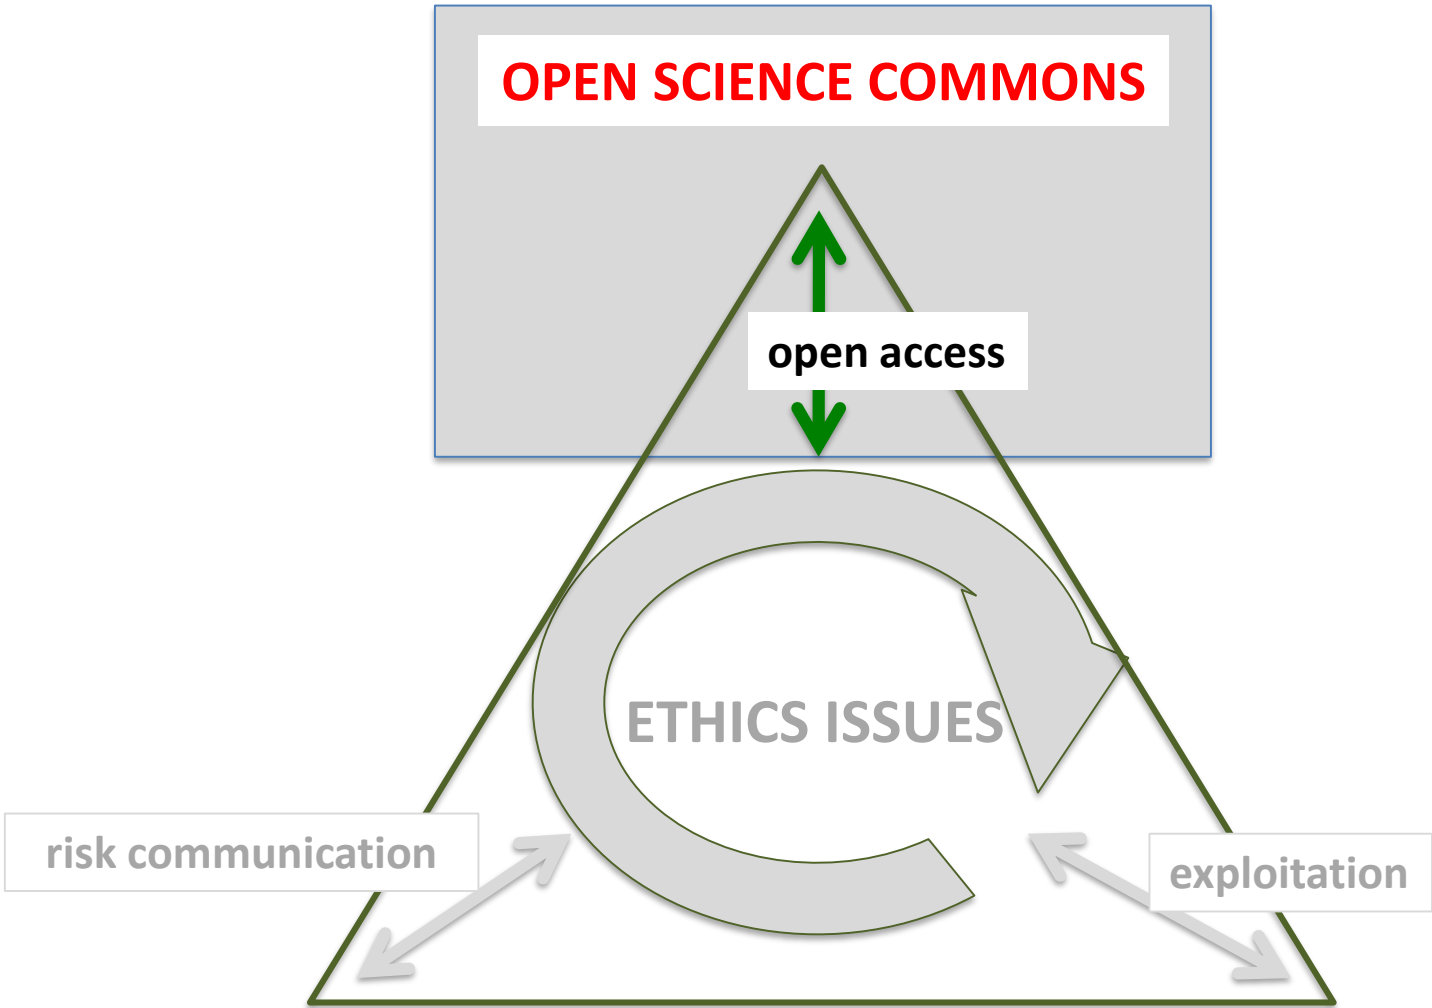 OPEN SCIENCE COMMONS
open access
ETHICS ISSUES
risk communication
exploitation